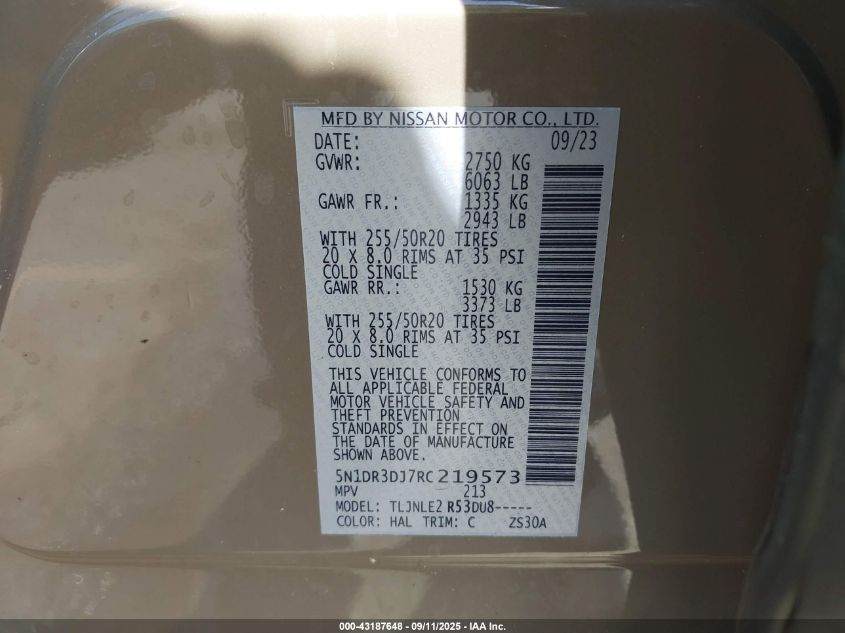 MFD BY NISSAN MOTOR CO., LTD.
DATE: 09/23
GVWR: 2750 KG
6063 LB
GAWR FR.: 1335 KG
2943 LB
WITH 255/50R20 TIRES
20 X 8.0 RIMS AT 35 PSI
COLD SINGLE
GAWR RR.: 1530 KG
3373 LB
WITH 255/50R20 TIRES
20 X 8.0 RIMS AT 35 PSI
COLD SINGLE
THIS VEHICLE CONFORMS TO
ALL APPLICABLE FEDERAL
MOTOR VEHICLE SAFETY AND
THEFT PREVENTION
STANDARDS IN EFFECT ON
THE DATE OF MANUFACTURE
SHOWN ABOVE.
5N1DR3DJ7RC219573
MPV 213
MODEL: TLJNLE2 R53DU8-----
COLOR: HAL TRIM: C ZS30A
000-43187648 - 09/11/2025 - IAA Inc.